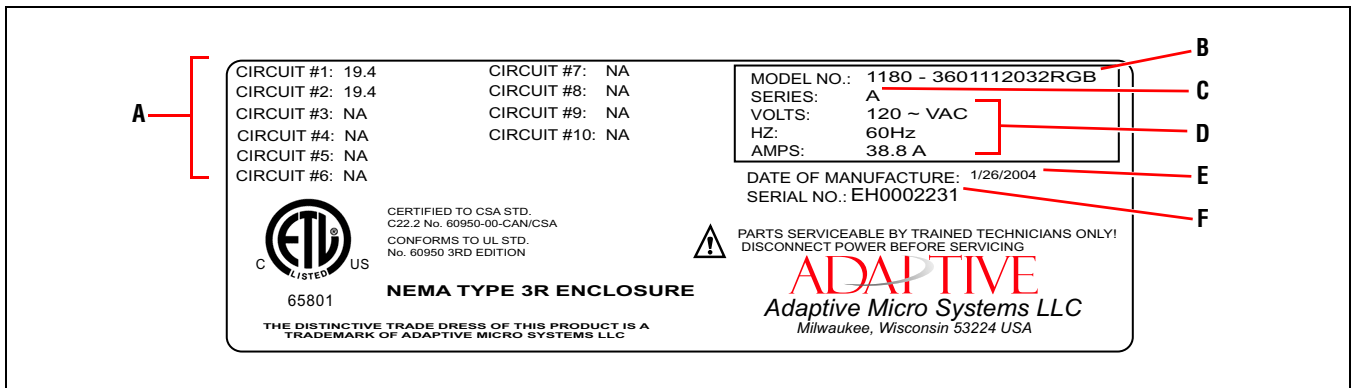 A
CIRCUIT #1: 19.4
CIRCUIT #2: 19.4
CIRCUIT #3: NA
CIRCUIT #4: NA
CIRCUIT #5: NA
CIRCUIT #6: NA
CIRCUIT #7: NA
CIRCUIT #8: NA
CIRCUIT #9: NA
CIRCUIT #10: NA
MODEL NO.: 1180 - 3601112032RGB
SERIES: A
VOLTS: 120 ~ VAC
HZ: 60Hz
AMPS: 38.8 A
DATE OF MANUFACTURE: 1/26/2004
SERIAL NO.: EH0002231
B
C
D
E
F
C ETL US
LISTED
65801
CERTIFIED TO CSA STD.
C22.2 No. 60950-00-CAN/CSA
CONFORMS TO UL STD.
No. 60950 3RD EDITION
NEMA TYPE 3R ENCLOSURE
THE DISTINCTIVE TRADE DRESS OF THIS PRODUCT IS A
TRADEMARK OF ADAPTIVE MICRO SYSTEMS LLC
PARTS SERVICEABLE BY TRAINED TECHNICIANS ONLY!
DISCONNECT POWER BEFORE SERVICING
ADAPTIVE
Adaptive Micro Systems LLC
Milwaukee, Wisconsin 53224 USA